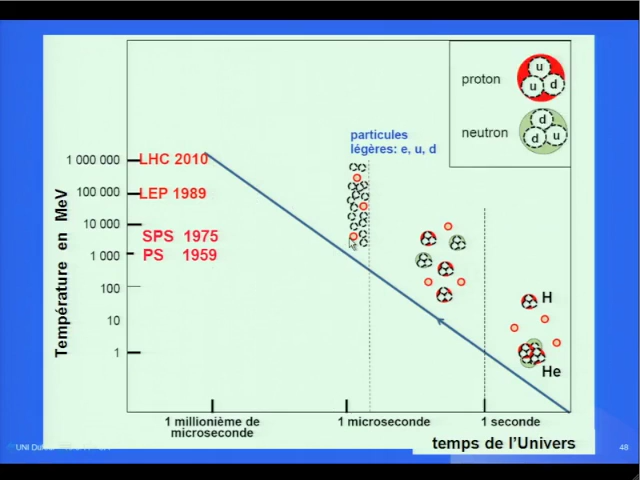 proton
u
u d
neutron
d
d u
particules
légères: e, u, d
1 000 000 LHC 2010
100 000 LEP 1989
10 000 SPS 1975
1 000 PS 1959
100
10
1
Température en MeV
H
He
1 millionième de
microseconde
1 microseconde
1 seconde
temps de l'Univers
48